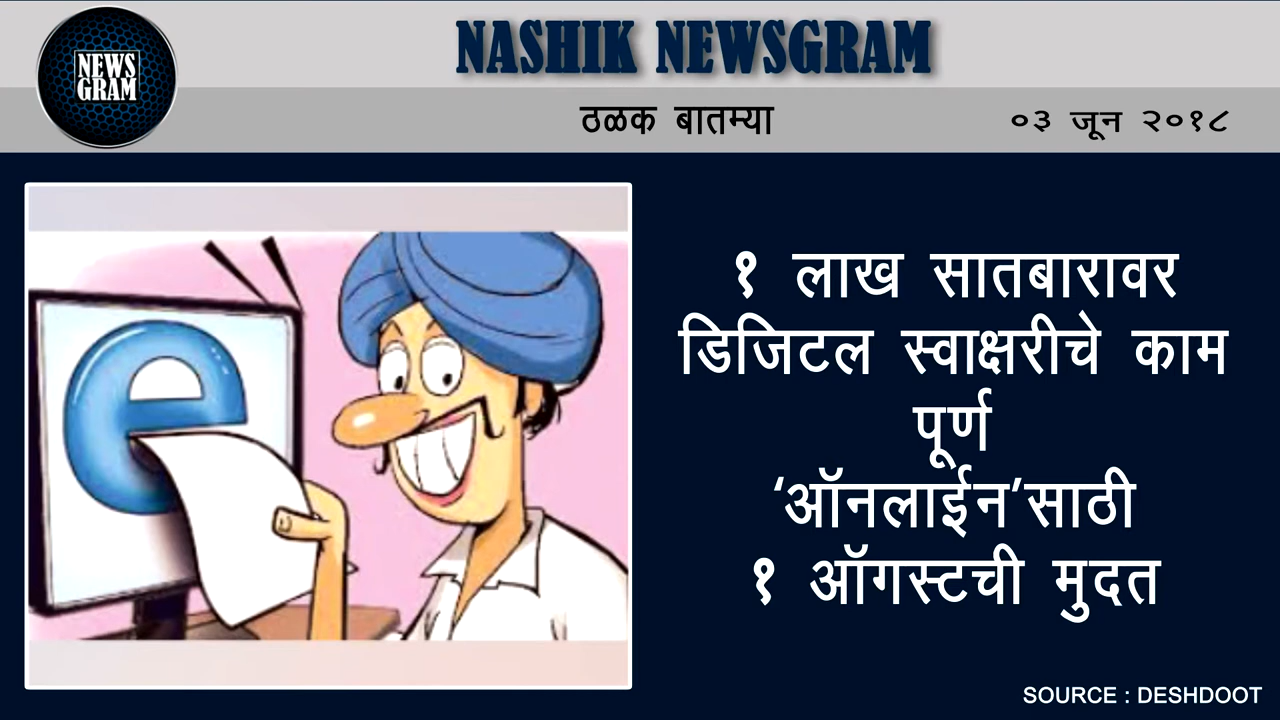 NEWS
GRAM
NASHIK NEWSGRAM
ठळक बातम्या
०३ जून २०१८
e
१ लाख सातबारावर
डिजिटल स्वाक्षरीचे काम
पूर्ण
‘ऑनलाईन’साठी
१ ऑगस्टची मुदत
SOURCE : DESHDOOT